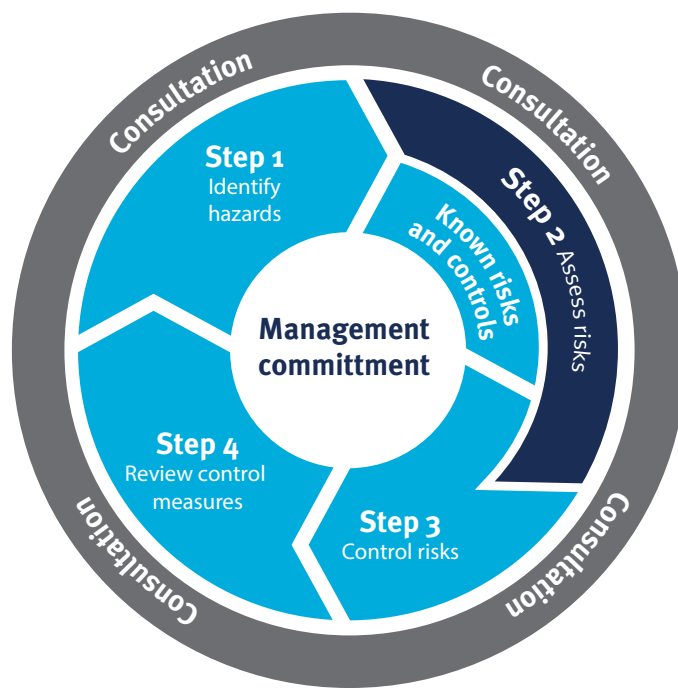 Consultation
Consultation
Step 1
Identify
hazards
Step 2 Assess risks
Known risks
and controls
Management
committment
Step 4
Review control
measures
Step 3
Control risks
Consultation
Consultation